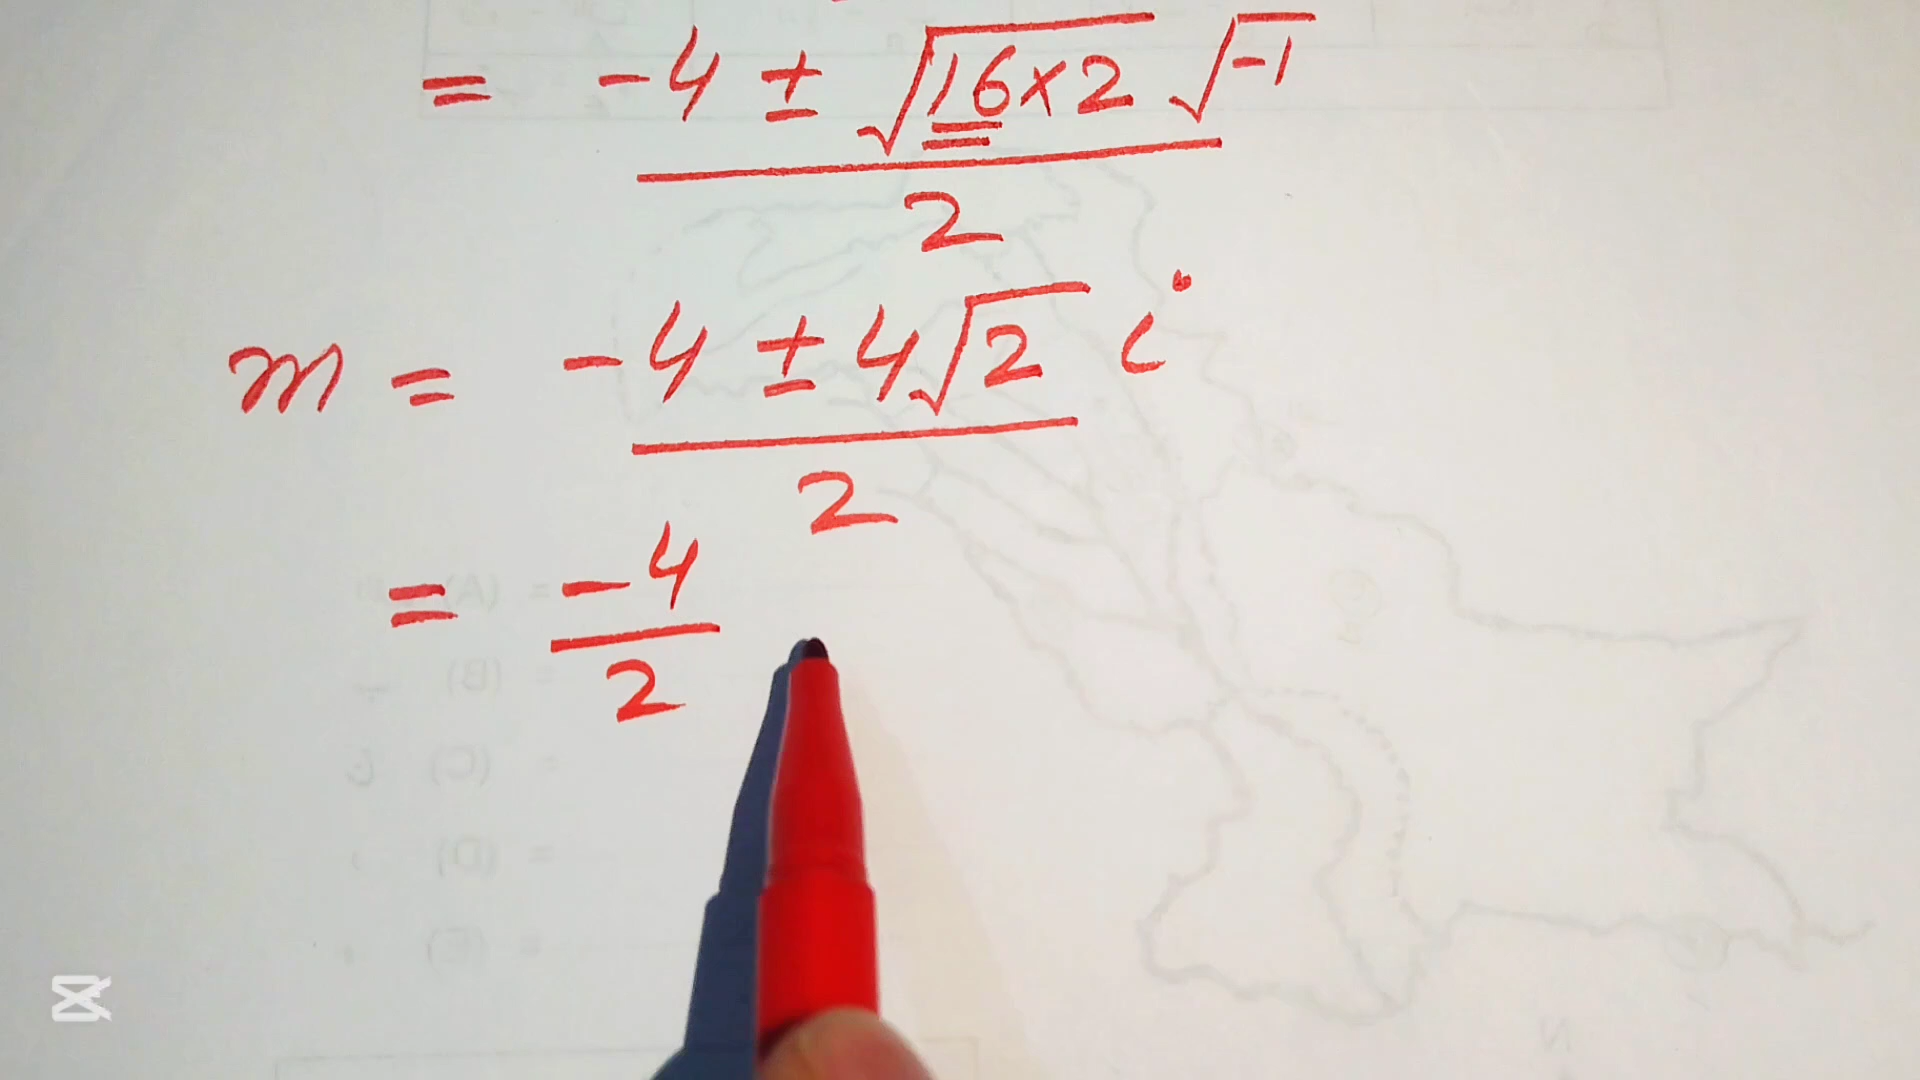 = -4 ± √16×2 √-1
2
m = -4 ± 4√2 i
2
= -4
2
= (A)
= (B)
= (C)
= (D)
= (E)
N